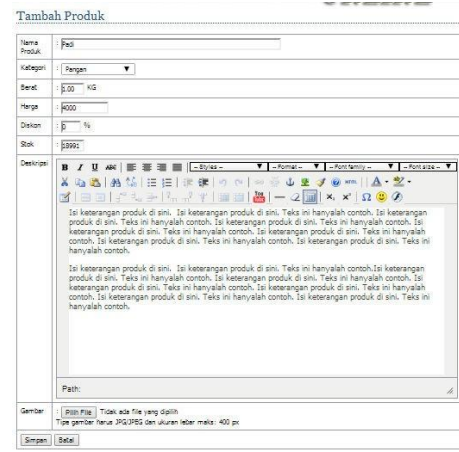 Tambah Produk
Nama Produk : Padi
Kategori : Pangan
Berat : 1.00 KG
Harga : 4000
Diskon : 0 %
Stok : 18991
Deskripsi
B I U ABC -- Styles -- -- Format -- -- Font family -- -- Font size --
HTML
Isi keterangan produk di sini. Isi keterangan produk di sini. Teks ini hanyalah contoh. Isi keterangan
produk di sini. Teks ini hanyalah contoh. Isi keterangan produk di sini. Teks ini hanyalah contoh. Isi
keterangan produk di sini. Teks ini hanyalah contoh. Isi keterangan produk di sini. Teks ini hanyalah
contoh. Isi keterangan produk di sini. Teks ini hanyalah contoh. Isi keterangan produk di sini. Teks ini
hanyalah contoh.
Isi keterangan produk di sini. Isi keterangan produk di sini. Teks ini hanyalah contoh.Isi keterangan
produk di sini. Teks ini hanyalah contoh. Isi keterangan produk di sini. Teks ini hanyalah contoh. Isi
keterangan produk di sini. Teks ini hanyalah contoh. Isi keterangan produk di sini. Teks ini hanyalah
contoh. Isi keterangan produk di sini. Teks ini hanyalah contoh. Isi keterangan produk di sini. Teks ini
hanyalah contoh.
Path:
Gambar : Pilih File Tidak ada file yang dipilih
Tipe gambar harus JPG/JPEG dan ukuran lebar maks: 400 px
Simpan Batal